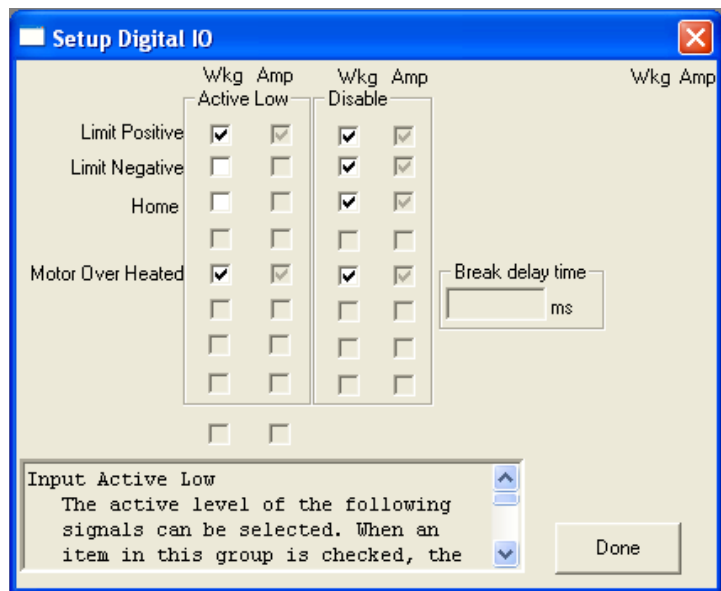 Setup Digital IO
Wkg Amp Wkg Amp Wkg Amp
Active Low Disable
Limit Positive
Limit Negative
Home
Motor Over Heated
Break delay time
ms
Input Active Low
The active level of the following
signals can be selected. When an
item in this group is checked, the
Done